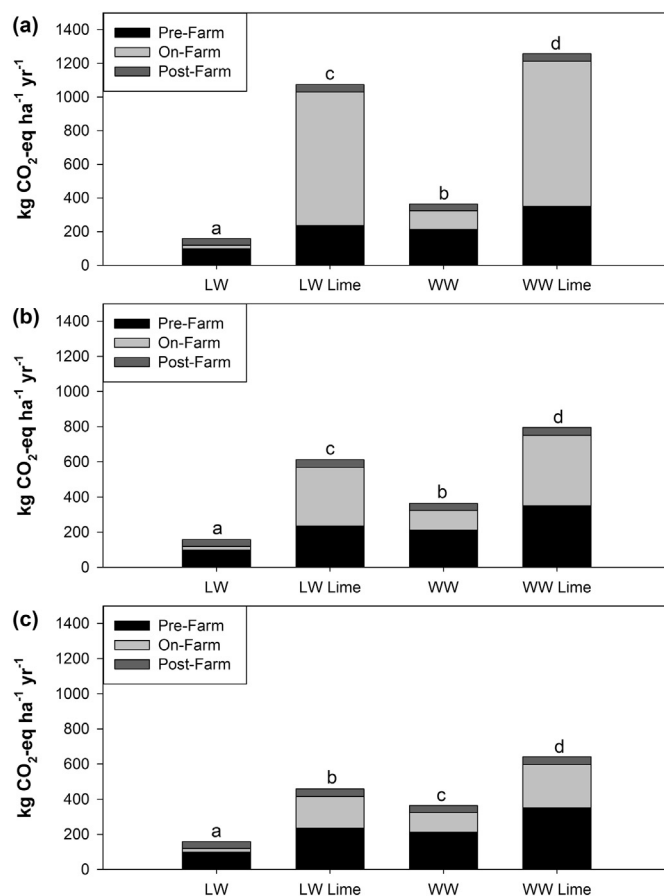 (a)
Pre-Farm
On-Farm
Post-Farm
kg CO₂-eq ha⁻¹ yr⁻¹
1400
1200
1000
800
600
400
200
0
a
c
b
d
LW
LW Lime
WW
WW Lime
(b)
Pre-Farm
On-Farm
Post-Farm
kg CO₂-eq ha⁻¹ yr⁻¹
1400
1200
1000
800
600
400
200
0
a
c
b
d
LW
LW Lime
WW
WW Lime
(c)
Pre-Farm
On-Farm
Post-Farm
kg CO₂-eq ha⁻¹ yr⁻¹
1400
1200
1000
800
600
400
200
0
a
b
c
d
LW
LW Lime
WW
WW Lime